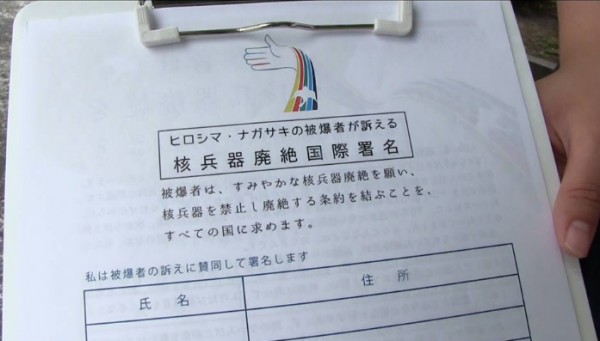 ヒロシマ・ナガサキの被爆者が訴える
核兵器廃絶国際署名
被爆者は、すみやかな核兵器廃絶を願い、
核兵器を禁止し廃絶する条約を結ぶことを、
すべての国に求めます。
私は被爆者の訴えに賛同して署名します
氏 名
住 所